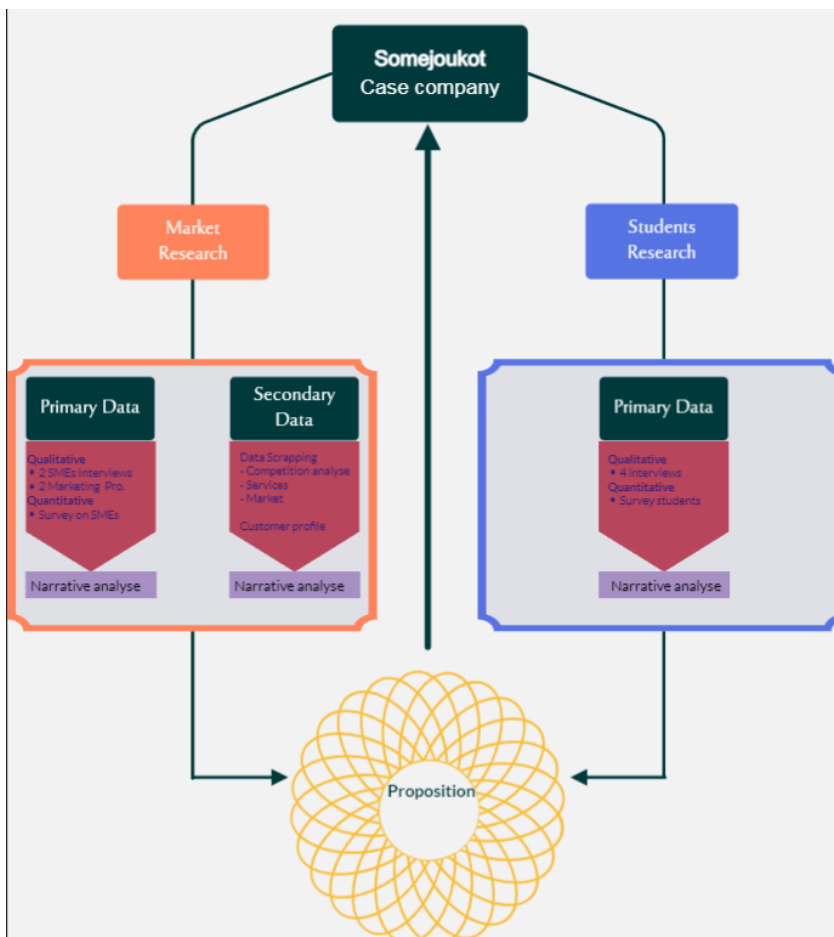 Somejoukot
Case company
Market
Research
Students
Research
Primary Data
Qualitative
• 2 SMEs Interviews
• 2 Marketing Pro.
Quantitative
• Survey on SMEs
Narrative analyse
Secondary
Data
Data Scrapping
- Competition analyse
- Services
- Market
Customer profile
Narrative analyse
Primary Data
Qualitative
• 4 interviews
Quantitative
• Survey students
Narrative analyse
Proposition